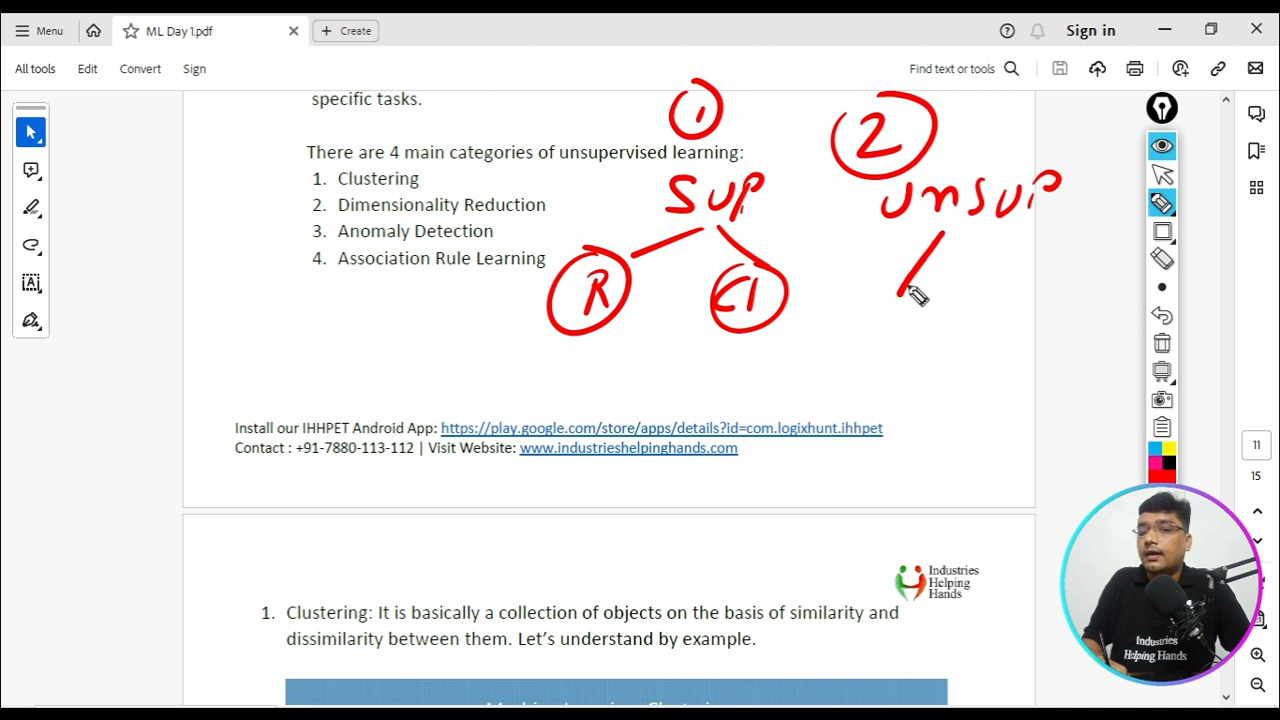 Menu
ML Day 1.pdf
Create
Sign in
All tools
Edit
Convert
Sign
Find text or tools
specific tasks.
There are 4 main categories of unsupervised learning:
1. Clustering
2. Dimensionality Reduction
3. Anomaly Detection
4. Association Rule Learning
1
2
SUP
UNSUP
R
Cl
Install our IHHPET Android App: https://play.google.com/store/apps/details?id=com.logixhunt.ihhpet
Contact : +91-7880-113-112 | Visit Website: www.industrieshelpinghands.com
11
15
Industries
Helping
Hands
1. Clustering: It is basically a collection of objects on the basis of similarity and
dissimilarity between them. Let's understand by example.
Industries
Helping Hands